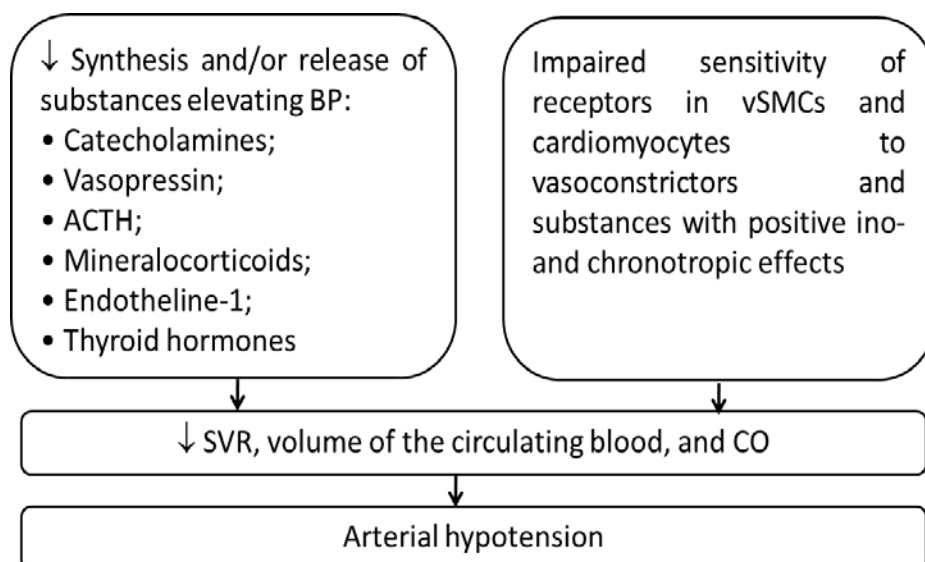 ↓ Synthesis and/or release of
substances elevating BP:
• Catecholamines;
• Vasopressin;
• ACTH;
• Mineralocorticoids;
• Endotheline-1;
• Thyroid hormones
Impaired sensitivity of
receptors in vSMCs and
cardiomyocytes to
vasoconstrictors and
substances with positive ino-
and chronotropic effects
↓ SVR, volume of the circulating blood, and CO
Arterial hypotension